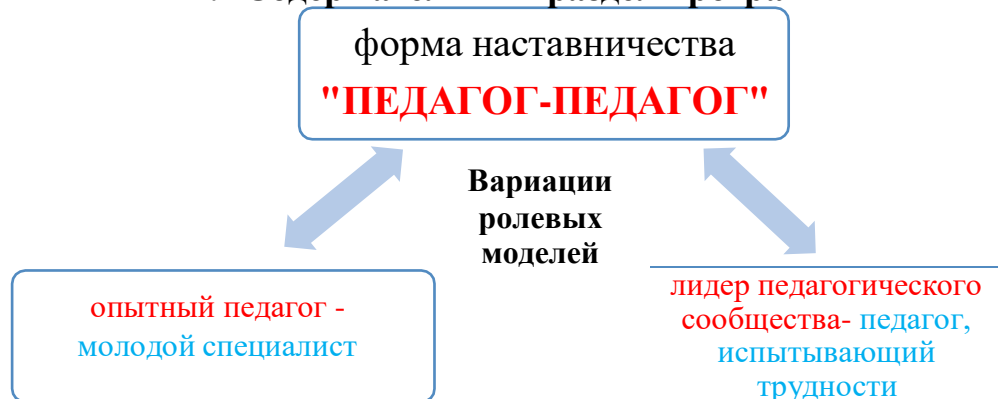 форма наставничества
"ПЕДАГОГ-ПЕДАГОГ"
Вариации
ролевых
моделей
опытный педагог -
молодой специалист
лидер педагогического
сообщества- педагог,
испытывающий
трудности